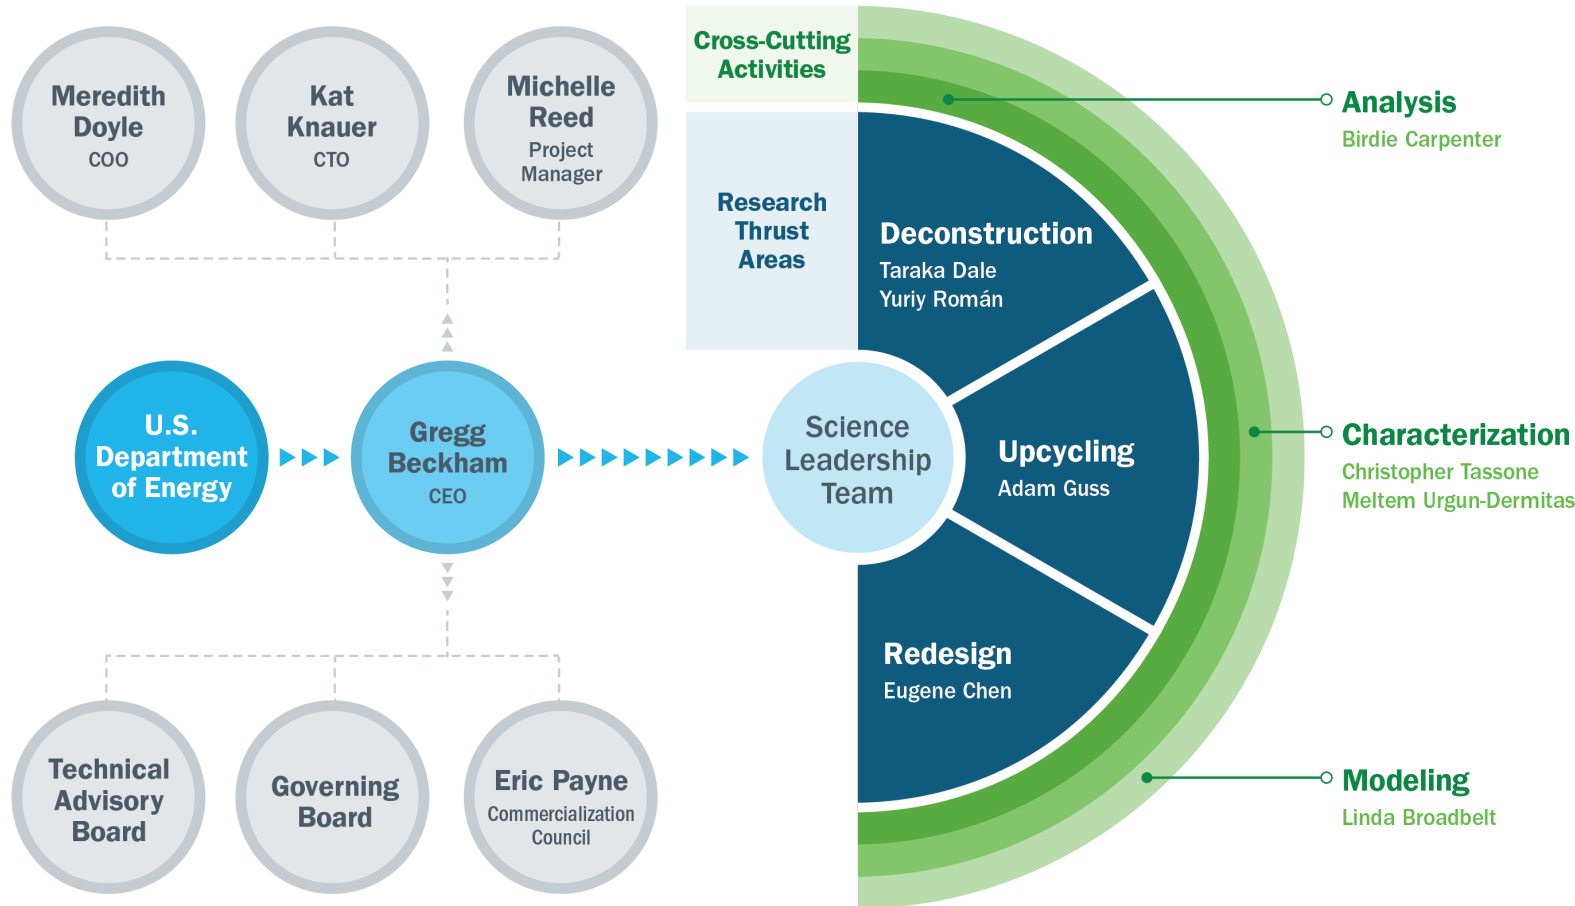 Meredith
Doyle
COO
Kat
Knauer
CTO
Michelle
Reed
Project
Manager
U.S.
Department
of Energy
Gregg
Beckham
CEO
Technical
Advisory
Board
Governing
Board
Eric Payne
Commercialization
Council
Cross-Cutting
Activities
Research
Thrust
Areas
Science
Leadership
Team
Deconstruction
Taraka Dale
Yuriy Román
Upcycling
Adam Guss
Redesign
Eugene Chen
Analysis
Birdie Carpenter
Characterization
Christopher Tassone
Meltem Urgun-Dermitas
Modeling
Linda Broadbelt